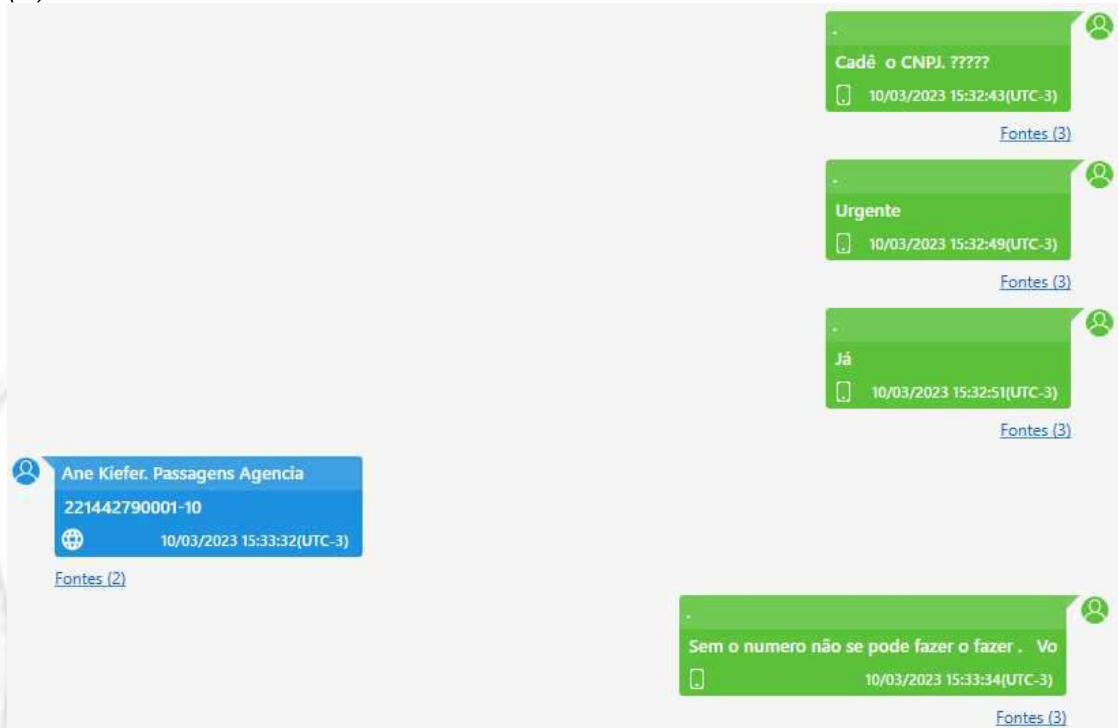 .
Cadê o CNPJ. ?????
10/03/2023 15:32:43(UTC-3)
Fontes (3)
.
Urgente
10/03/2023 15:32:49(UTC-3)
Fontes (3)
.
Já
10/03/2023 15:32:51(UTC-3)
Fontes (3)
Ane Kiefer. Passagens Agencia
221442790001-10
10/03/2023 15:33:32(UTC-3)
Fontes (2)
.
Sem o numero não se pode fazer o fazer . Vo
10/03/2023 15:33:34(UTC-3)
Fontes (3)